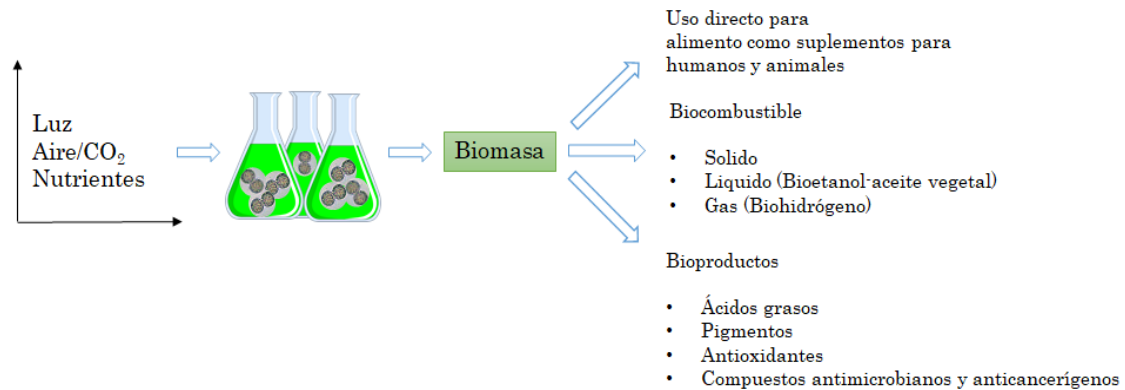 Luz
Aire/CO₂
Nutrientes
Biomasa
Uso directo para
alimento como suplementos para
humanos y animales
Biocombustible
• Solido
• Liquido (Bioetanol-aceite vegetal)
• Gas (Biohidrógeno)
Bioproductos
• Ácidos grasos
• Pigmentos
• Antioxidantes
• Compuestos antimicrobianos y anticancerígenos